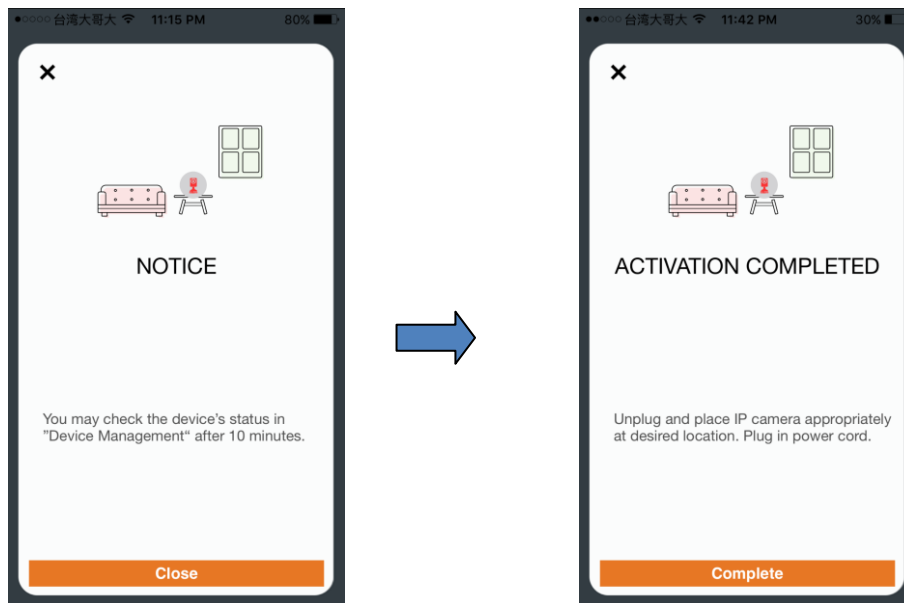 台湾大哥大 11:15 PM 80%
NOTICE
You may check the device's status in
"Device Management“ after 10 minutes.
Close
台湾大哥大 11:42 PM 30%
ACTIVATION COMPLETED
Unplug and place IP camera appropriately
at desired location. Plug in power cord.
Complete